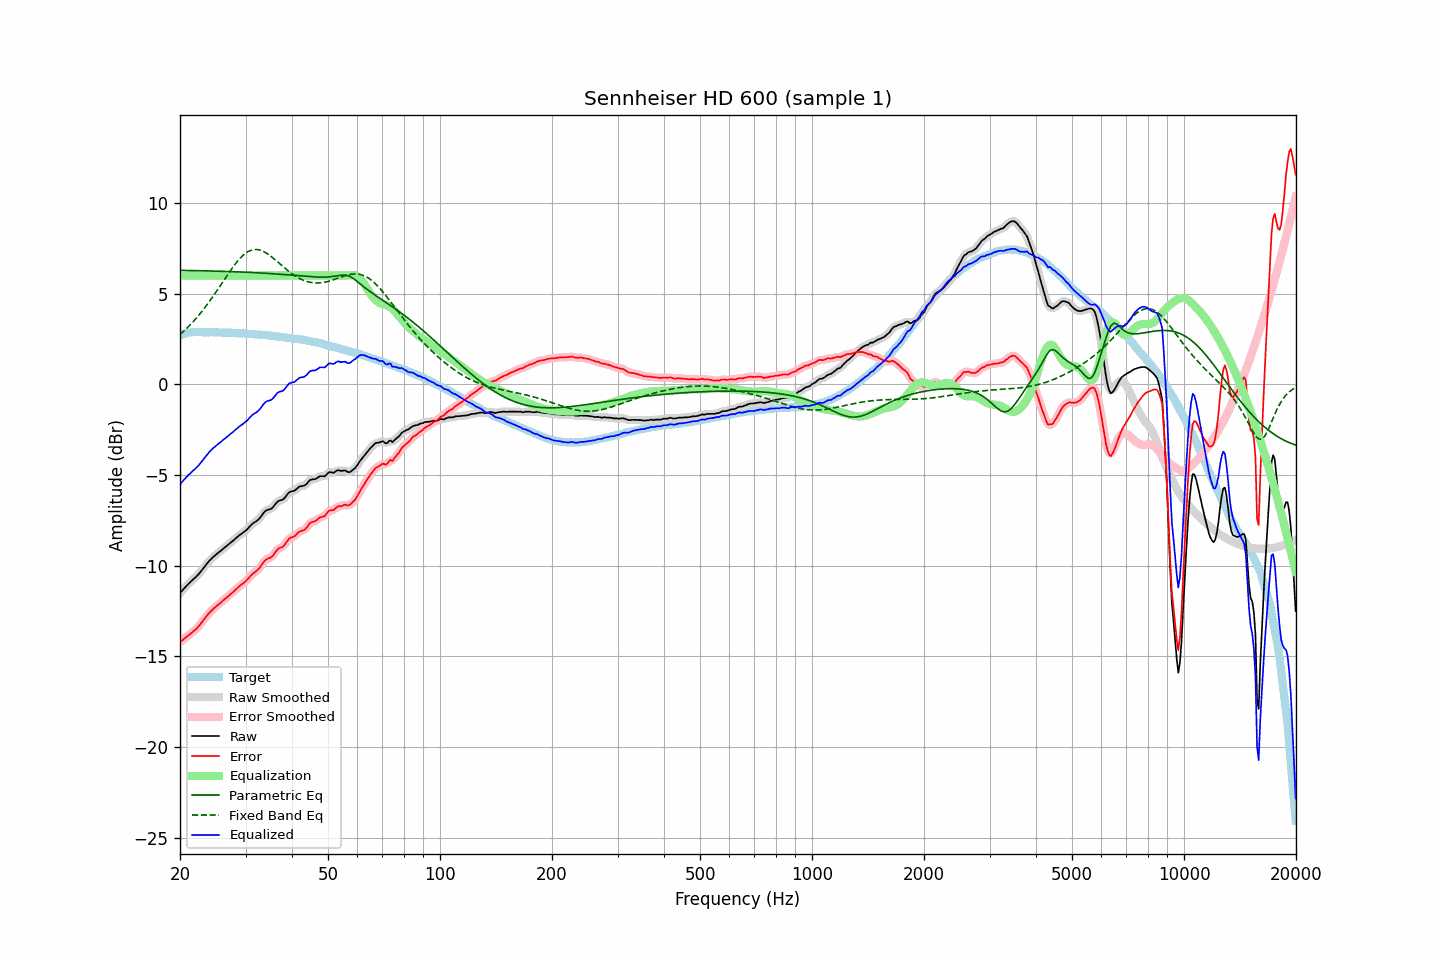 Sennheiser HD 600 (sample 1)
Amplitude (dBr)
10
5
0
−5
−10
−15
−20
−25
Target
Raw Smoothed
Error Smoothed
Raw
Error
Equalization
Parametric Eq
Fixed Band Eq
Equalized
20 50 100 200 500 1000 2000 5000 10000 20000
Frequency (Hz)